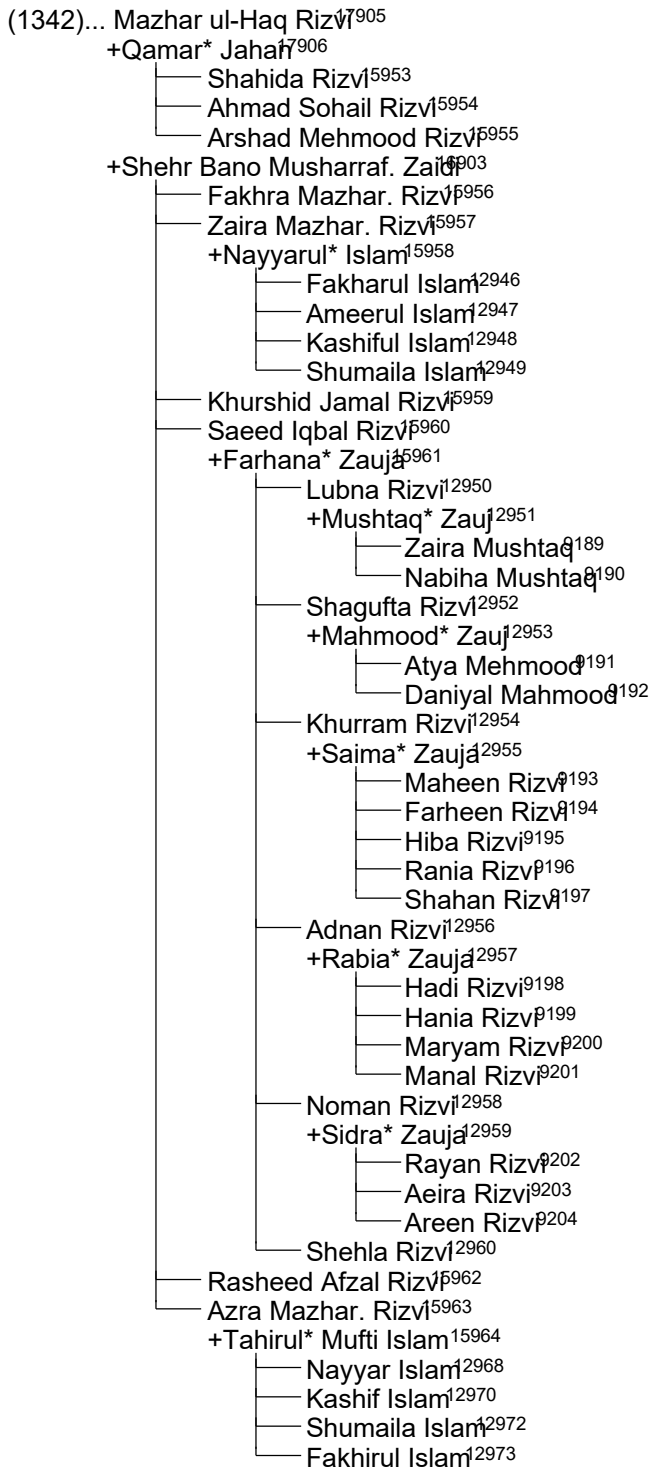 (1342)... Mazhar ul-Haq Rizvi17905
+Qamar* Jahan17906
Shahida Rizvi15953
Ahmad Sohail Rizvi15954
Arshad Mehmood Rizvi15955
+Shehr Bano Musharraf. Zaidi16903
Fakhra Mazhar. Rizvi15956
Zaira Mazhar. Rizvi15957
+Nayyarul* Islam15958
Fakharul Islam12946
Ameerul Islam12947
Kashiful Islam12948
Shumaila Islam12949
Khurshid Jamal Rizvi15959
Saeed Iqbal Rizvi15960
+Farhana* Zauja15961
Lubna Rizvi12950
+Mushtaq* Zauj12951
Zaira Mushtaq9189
Nabiha Mushtaq9190
Shagufta Rizvi12952
+Mahmood* Zauj12953
Atya Mehmood9191
Daniyal Mahmood9192
Khurram Rizvi12954
+Saima* Zauja12955
Maheen Rizvi9193
Farheen Rizvi9194
Hiba Rizvi9195
Rania Rizvi9196
Shahan Rizvi9197
Adnan Rizvi12956
+Rabia* Zauja12957
Hadi Rizvi9198
Hania Rizvi9199
Maryam Rizvi9200
Manal Rizvi9201
Noman Rizvi12958
+Sidra* Zauja12959
Rayan Rizvi9202
Aeira Rizvi9203
Areen Rizvi9204
Shehla Rizvi12960
Rasheed Afzal Rizvi15962
Azra Mazhar. Rizvi15963
+Tahirul* Mufti Islam15964
Nayyar Islam12968
Kashif Islam12970
Shumaila Islam12972
Fakhirul Islam12973